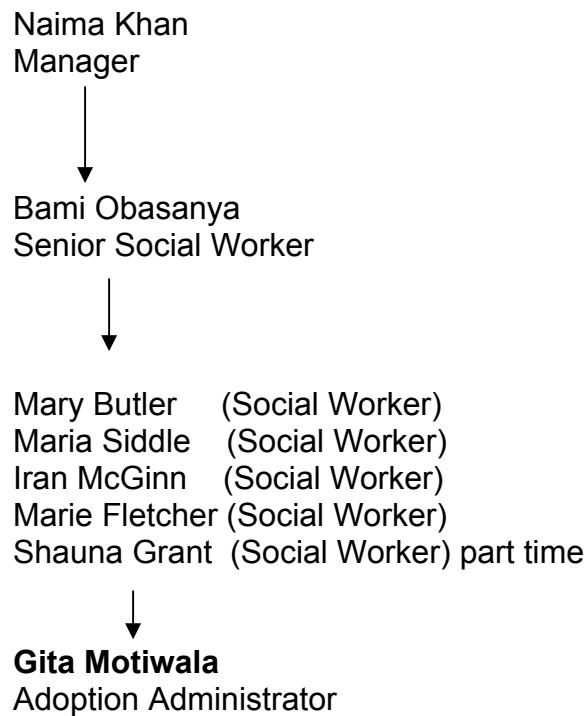 Naima Khan
Manager
Bami Obasanya
Senior Social Worker
Mary Butler (Social Worker)
Maria Siddle (Social Worker)
Iran McGinn (Social Worker)
Marie Fletcher (Social Worker)
Shauna Grant (Social Worker) part time
Gita Motiwala
Adoption Administrator